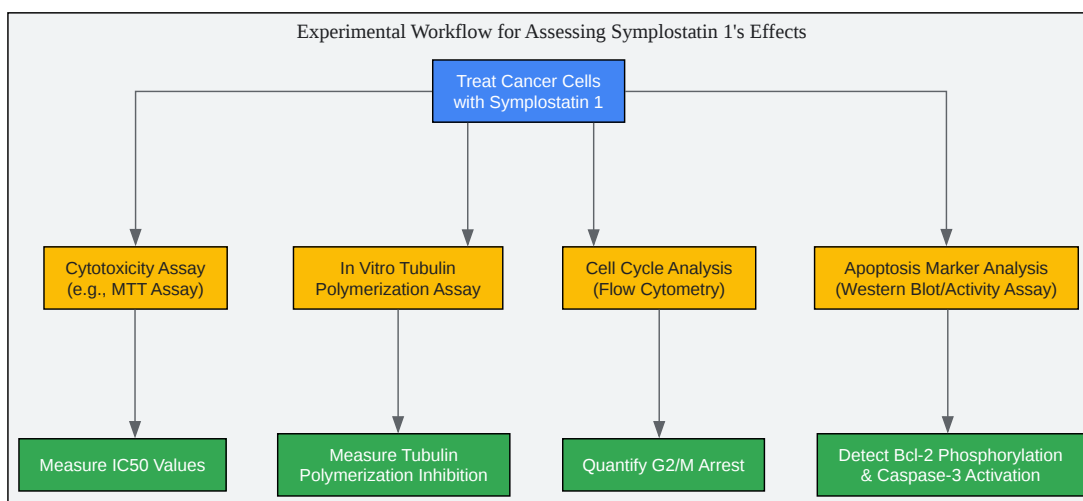 Experimental Workflow for Assessing Symplostatin 1's Effects
Treat Cancer Cells
with Symplostatin 1
Cytotoxicity Assay
(e.g., MTT Assay)
In Vitro Tubulin
Polymerization Assay
Cell Cycle Analysis
(Flow Cytometry)
Apoptosis Marker Analysis
(Western Blot/Activity Assay)
Measure IC50 Values
Measure Tubulin
Polymerization Inhibition
Quantify G2/M Arrest
Detect Bcl-2 Phosphorylation
& Caspase-3 Activation